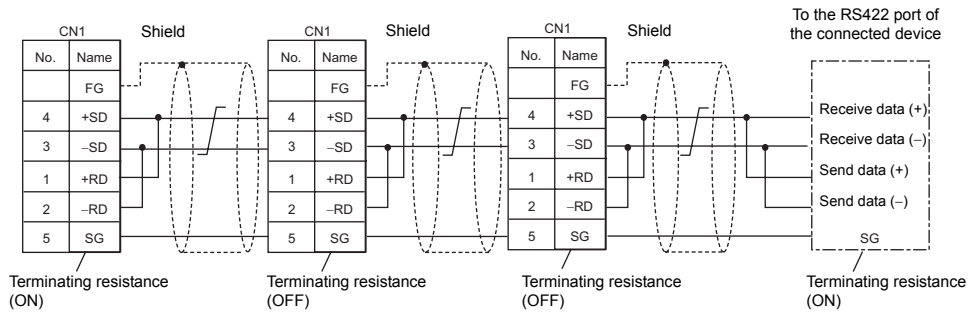 CN1
Shield
No. Name
FG
4 +SD
3 −SD
1 +RD
2 −RD
5 SG
Terminating resistance
(ON)
CN1
Shield
No. Name
FG
4 +SD
3 −SD
1 +RD
2 −RD
5 SG
Terminating resistance
(OFF)
CN1
Shield
No. Name
FG
4 +SD
3 −SD
1 +RD
2 −RD
5 SG
Terminating resistance
(OFF)
To the RS422 port of
the connected device
Receive data (+)
Receive data (−)
Send data (+)
Send data (−)
SG
Terminating resistance
(ON)